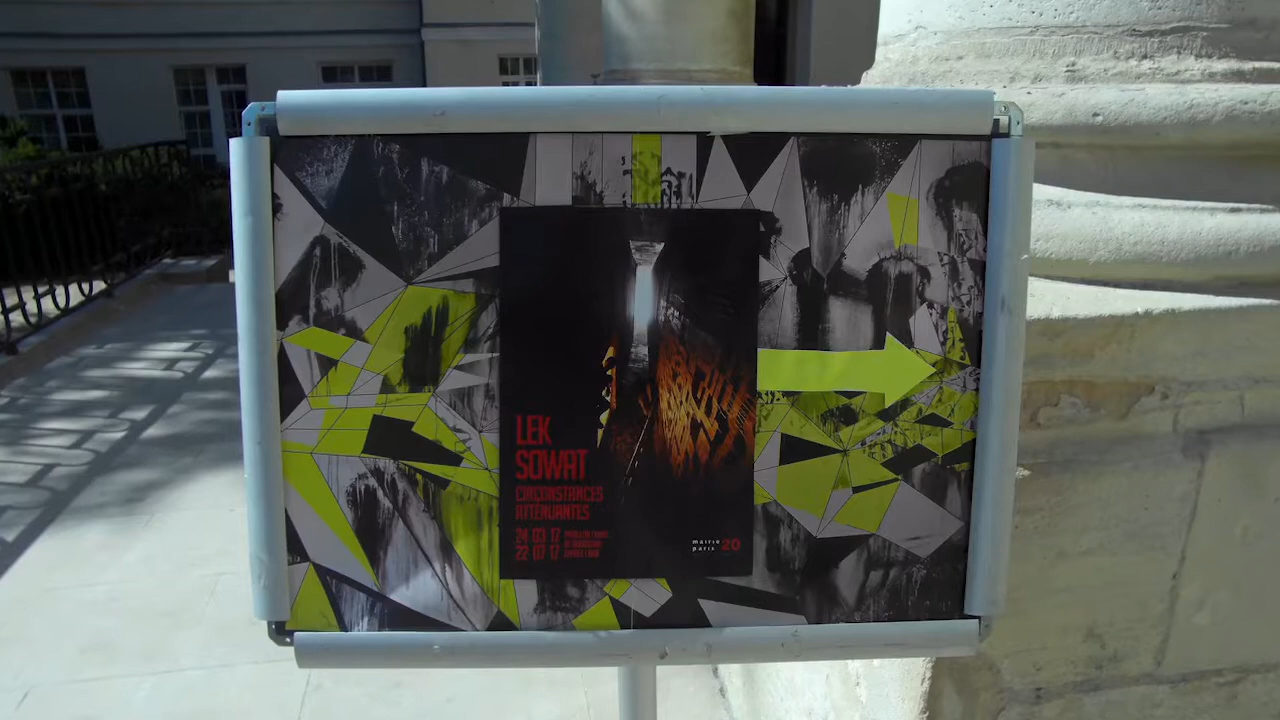 LEK
SOWAT
CIRCONSTANCES
ATTÉNUANTES
24 03 17
22 07 17
mairie
paris 20